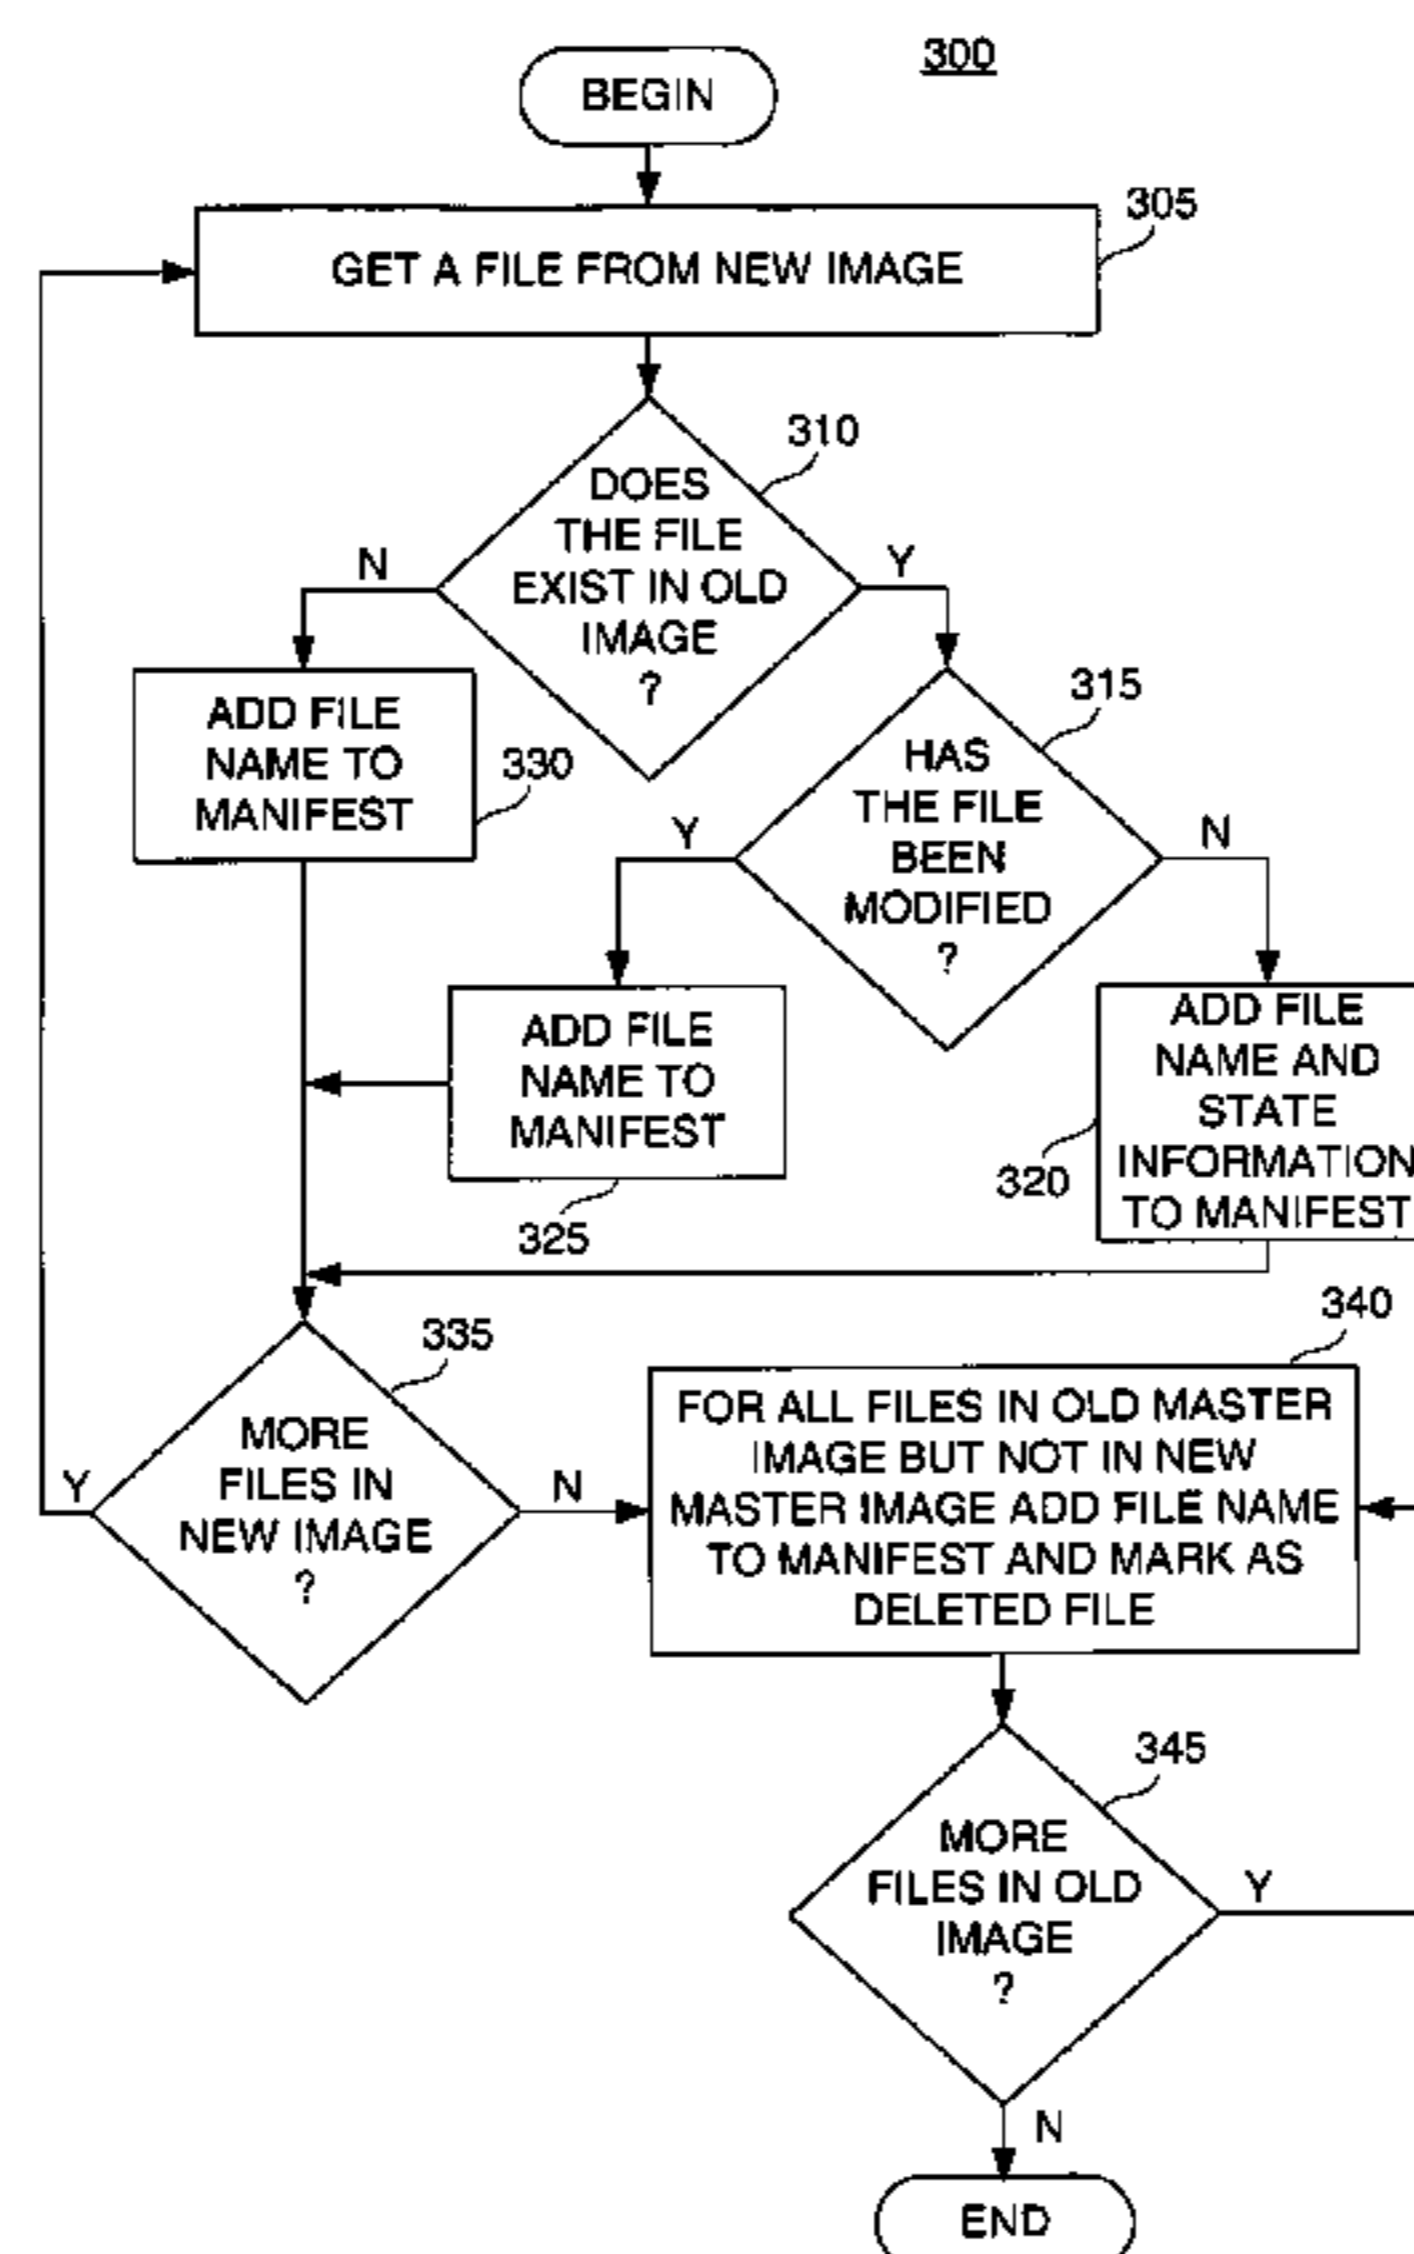 300
BEGIN
305
GET A FILE FROM NEW IMAGE
310
DOES
THE FILE
EXIST IN OLD
IMAGE
?
N
Y
ADD FILE
NAME TO
MANIFEST
330
315
HAS
THE FILE
BEEN
MODIFIED
?
Y
N
ADD FILE
NAME TO
MANIFEST
325
ADD FILE
NAME AND
STATE
INFORMATION
TO MANIFEST
320
335
MORE
FILES IN
NEW IMAGE
?
Y
N
340
FOR ALL FILES IN OLD MASTER
IMAGE BUT NOT IN NEW
MASTER IMAGE ADD FILE NAME
TO MANIFEST AND MARK AS
DELETED FILE
345
MORE
FILES IN OLD
IMAGE
?
Y
N
END